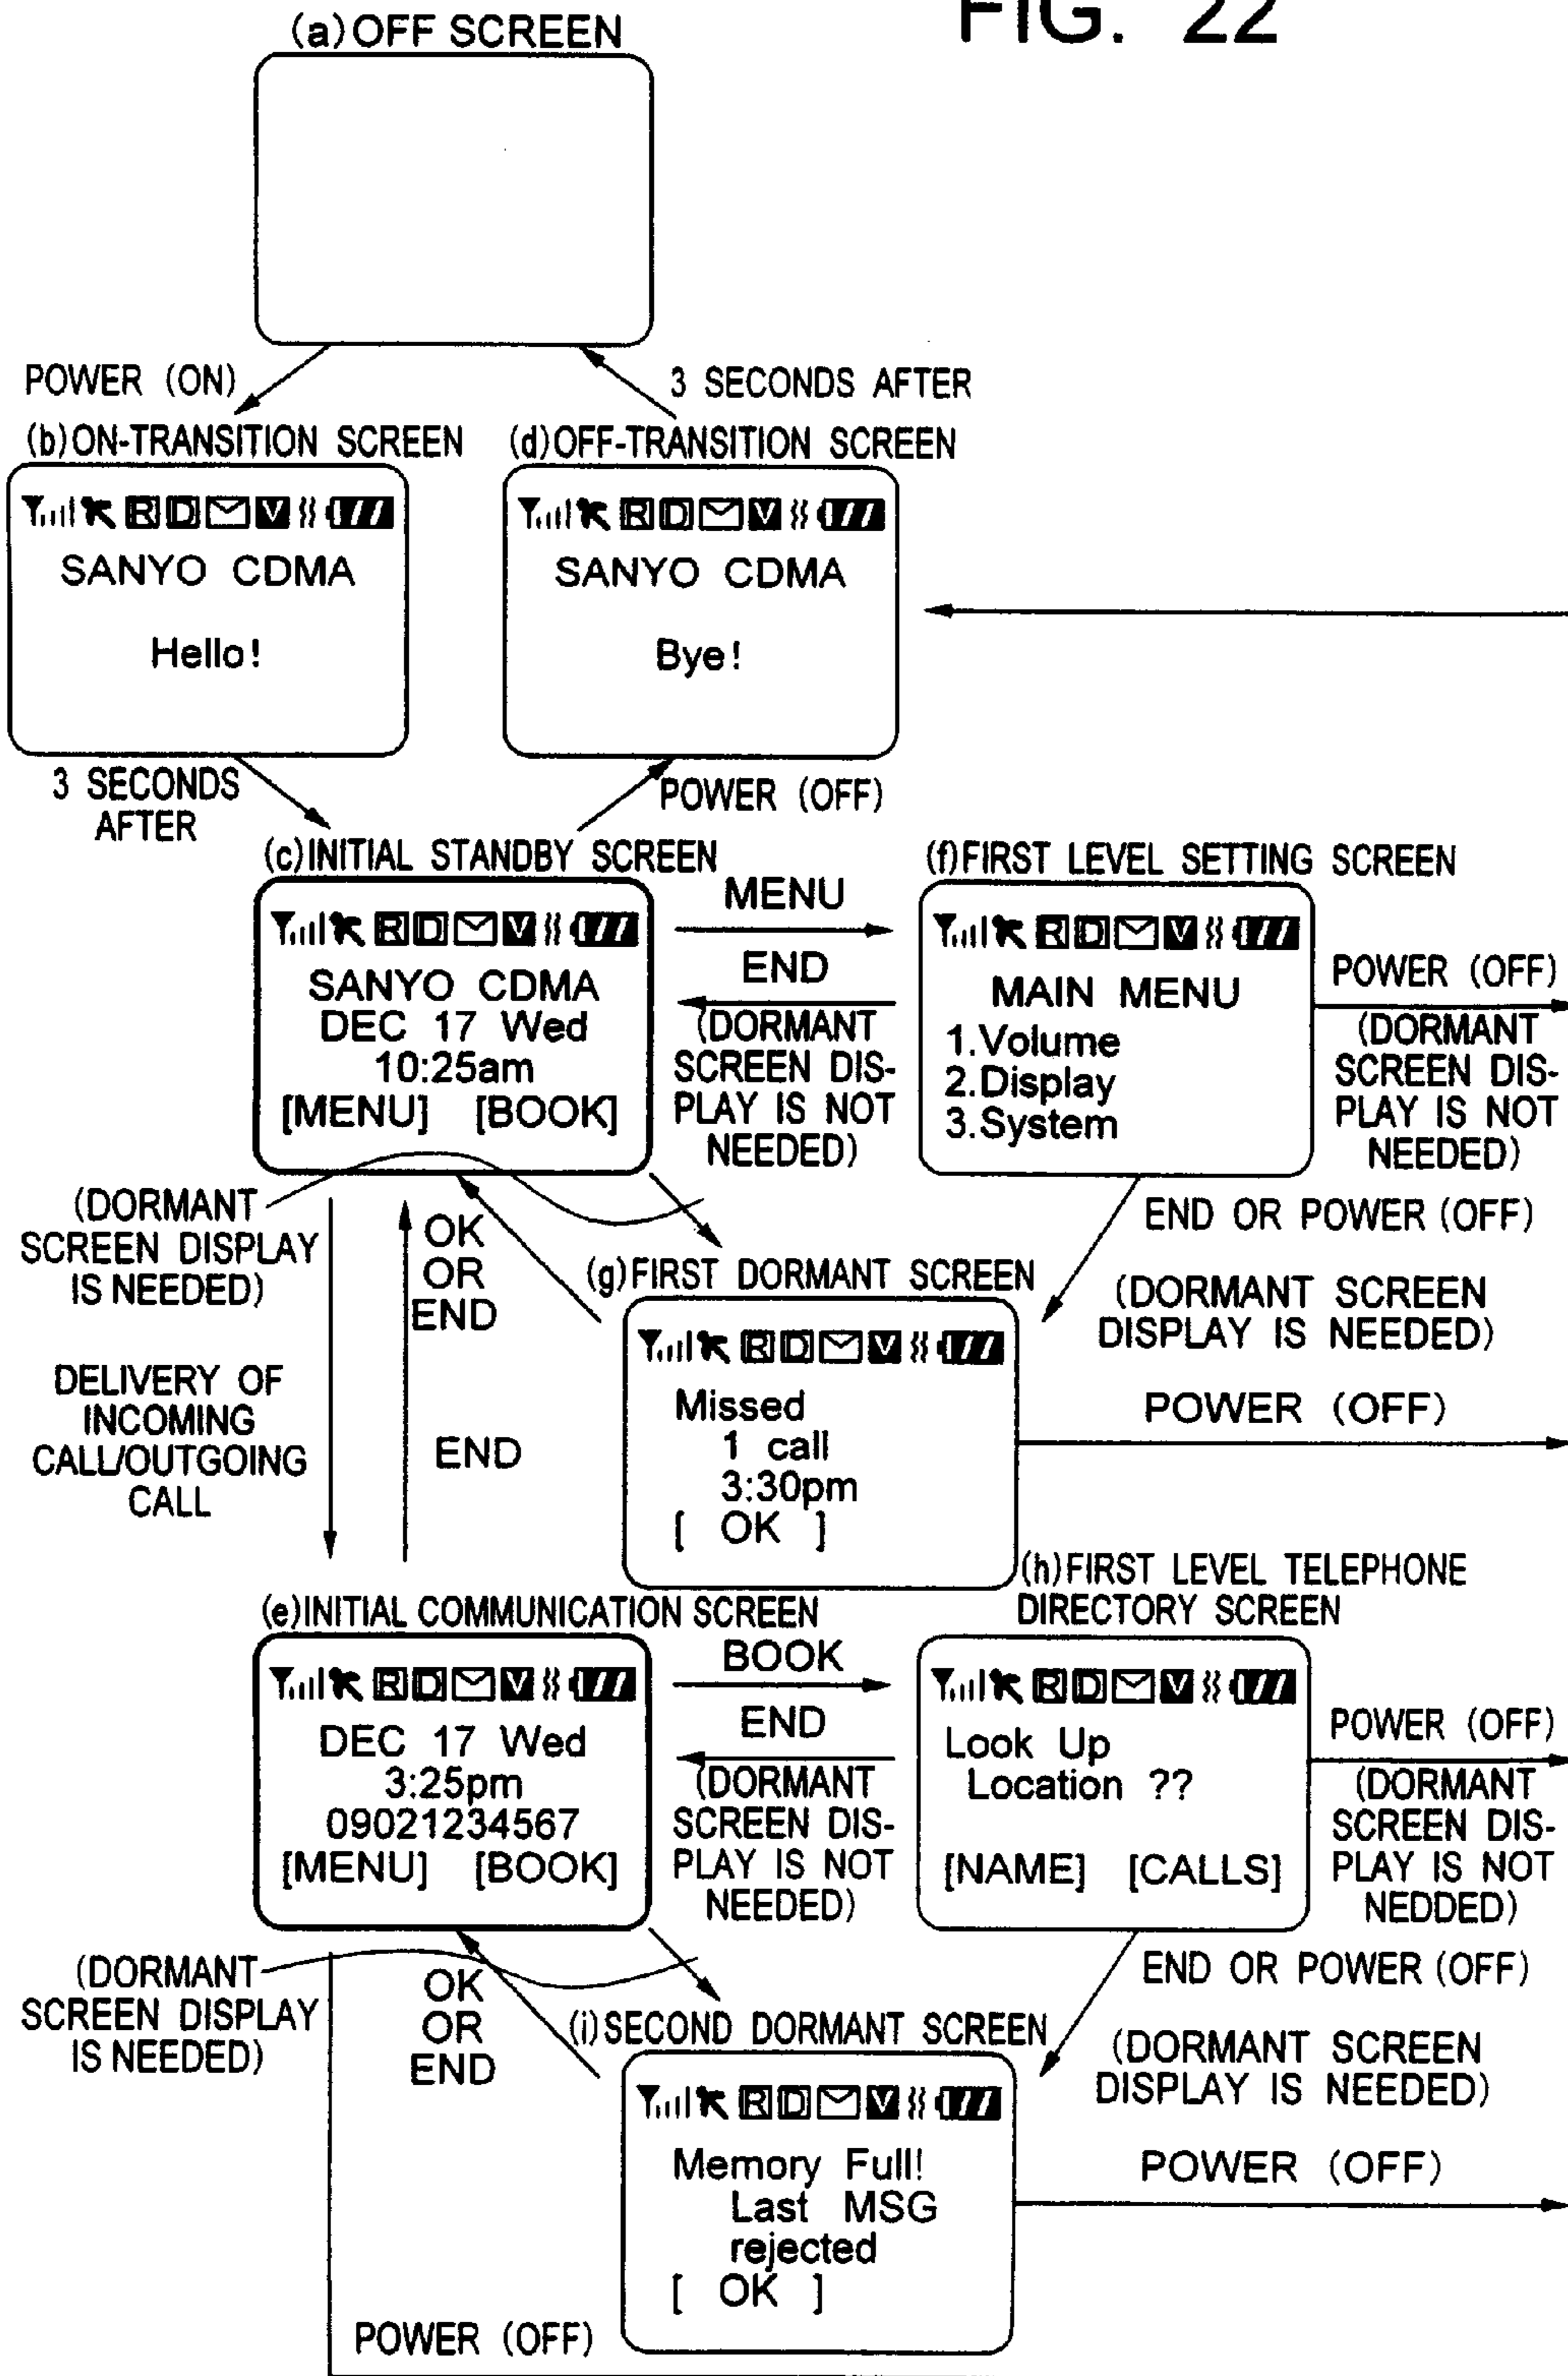 FIG. 22
(a)OFF SCREEN
POWER (ON)
3 SECONDS AFTER
(b)ON-TRANSITION SCREEN
R D V
SANYO CDMA
Hello!
(d)OFF-TRANSITION SCREEN
R D V
SANYO CDMA
Bye!
3 SECONDS
AFTER
POWER (OFF)
(c)INITIAL STANDBY SCREEN
R D V
SANYO CDMA
DEC 17 Wed
10:25am
[MENU] [BOOK]
MENU
END
(DORMANT
SCREEN DIS-
PLAY IS NOT
NEEDED)
(f)FIRST LEVEL SETTING SCREEN
R D V
MAIN MENU
1.Volume
2.Display
3.System
POWER (OFF)
(DORMANT
SCREEN DIS-
PLAY IS NOT
NEEDED)
(DORMANT
SCREEN DISPLAY
IS NEEDED)
OK
OR
END
END OR POWER (OFF)
(DORMANT SCREEN
DISPLAY IS NEEDED)
(g)FIRST DORMANT SCREEN
R D V
Missed
1 call
3:30pm
[ OK ]
POWER (OFF)
DELIVERY OF
INCOMING
CALL/OUTGOING
CALL
END
(e)INITIAL COMMUNICATION SCREEN
R D V
DEC 17 Wed
3:25pm
09021234567
[MENU] [BOOK]
BOOK
END
(DORMANT
SCREEN DIS-
PLAY IS NOT
NEEDED)
(h)FIRST LEVEL TELEPHONE
DIRECTORY SCREEN
R D V
Look Up
Location ??
[NAME] [CALLS]
POWER (OFF)
(DORMANT
SCREEN DIS-
PLAY IS NOT
NEDDED)
(DORMANT
SCREEN DISPLAY
IS NEEDED)
OK
OR
END
END OR POWER (OFF)
(DORMANT SCREEN
DISPLAY IS NEEDED)
(i)SECOND DORMANT SCREEN
R D V
Memory Full!
Last MSG
rejected
[ OK ]
POWER (OFF)
POWER (OFF)